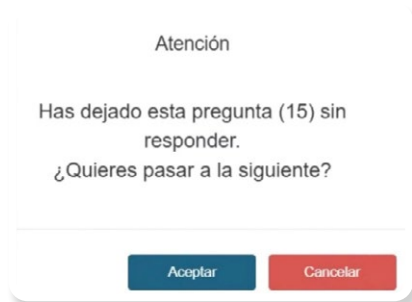 Atención
Has dejado esta pregunta (15) sin
responder.
¿Quieres pasar a la siguiente?
Aceptar
Cancelar